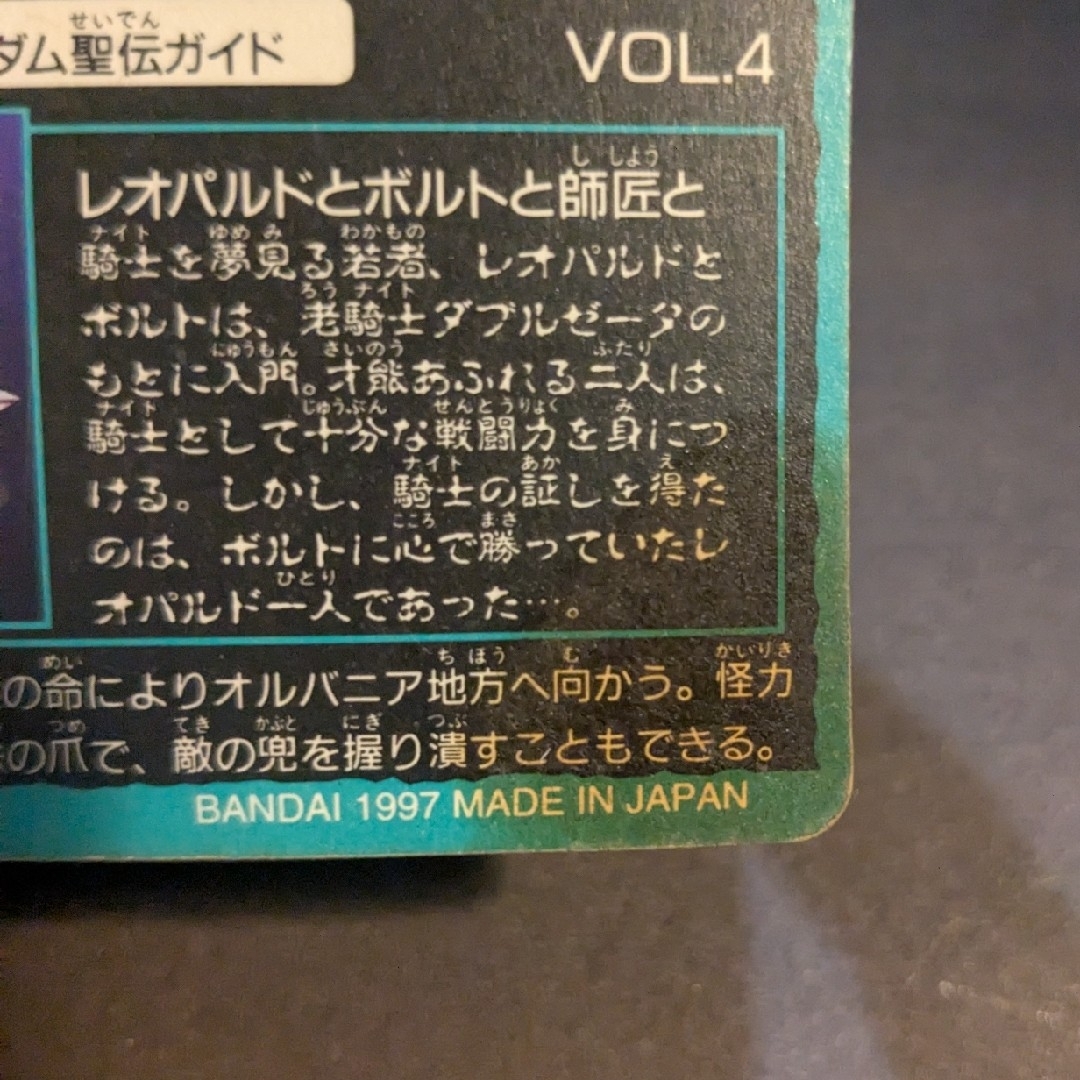 ダム聖伝ガイド
VOL.4
レオパルドとボルトと師匠と
騎士を夢見る若者、レオパルドと
ボルトは、老騎士ダブルゼータの
もとに入門。才能あふれる二人は、
騎士として十分な戦闘力を身につ
ける。しかし、騎士の証しを得た
のは、ボルトに心で勝っていたレ
オパルド一人であった…。
の命によりオルバニア地方へ向かう。怪力
の爪で、敵の兜を握り潰すこともできる。
BANDAI 1997 MADE IN JAPAN